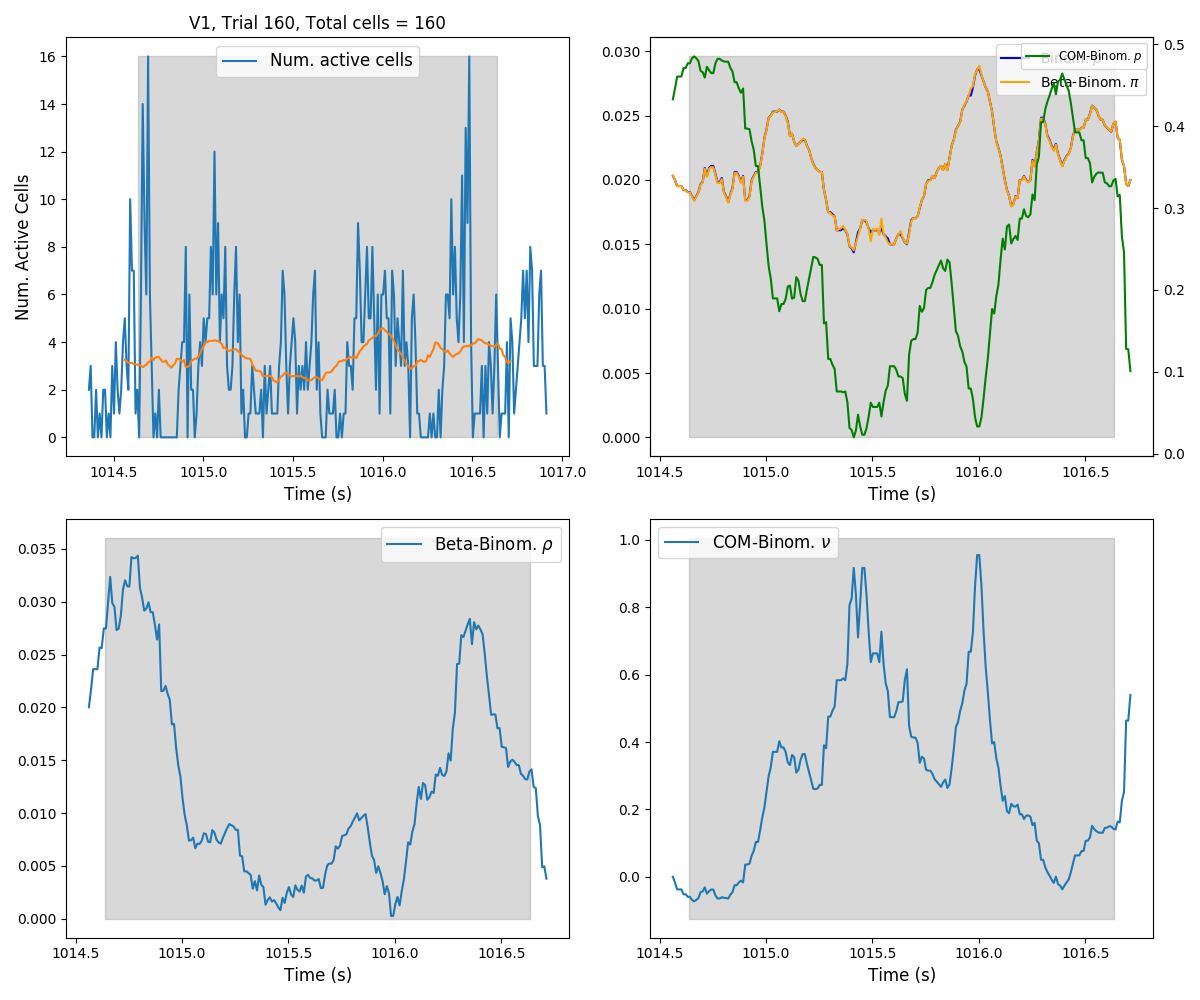 V1, Trial 160, Total cells = 160
Num. Active Cells
16
14
12
10
8
6
4
2
0
Num. active cells
1014.5 1015.0 1015.5 1016.0 1016.5 1017.0
Time (s)
0.030
0.025
0.020
0.015
0.010
0.005
0.000
COM-Binom. p
Beta-Binom. π
0.5
0.4
0.3
0.2
0.1
0.0
1014.5 1015.0 1015.5 1016.0 1016.5
Time (s)
0.035
0.030
0.025
0.020
0.015
0.010
0.005
0.000
Beta-Binom. ρ
1014.5 1015.0 1015.5 1016.0 1016.5
Time (s)
1.0
0.8
0.6
0.4
0.2
0.0
COM-Binom. ν
1014.5 1015.0 1015.5 1016.0 1016.5
Time (s)